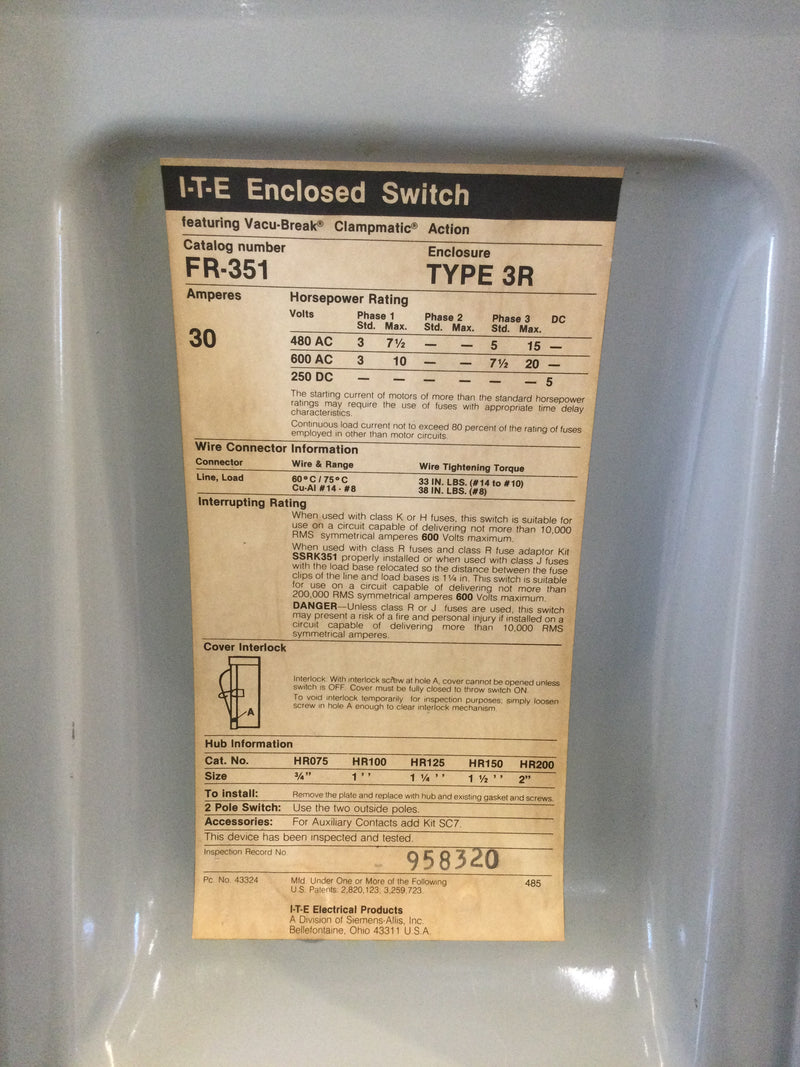 I-T-E Enclosed Switch
featuring Vacu-Break® Clampmatic® Action
Catalog number
FR-351
Enclosure
TYPE 3R
Amperes
30
Horsepower Rating
Volts Phase 1 Phase 2 Phase 3 DC
Std. Max. Std. Max. Std. Max.
480 AC 3 7½ — — 5 15 —
600 AC 3 10 — — 7½ 20 —
250 DC — — — — — — 5
The starting current of motors of more than the standard horsepower
ratings may require the use of fuses with appropriate time delay
characteristics.
Continuous load current not to exceed 80 percent of the rating of fuses
employed in other than motor circuits.
Wire Connector Information
Connector Wire & Range Wire Tightening Torque
Line, Load 60°C / 75°C 33 IN. LBS. (#14 to #10)
Cu-Al #14 - #8 38 IN. LBS. (#8)
Interrupting Rating
When used with class K or H fuses, this switch is suitable for
use on a circuit capable of delivering not more than 10,000
RMS symmetrical amperes 600 Volts maximum.
When used with class R fuses and class R fuse adaptor Kit
SSRK351 properly installed or when used with class J fuses
with the load base relocated so the distance between the fuse
clips of the line and load bases is 1¼ in. This switch is suitable
for use on a circuit capable of delivering not more than
200,000 RMS symmetrical amperes 600 Volts maximum.
DANGER—Unless class R or J fuses are used, this switch
may present a risk of a fire and personal injury if installed on a
circuit capable of delivering more than 10,000 RMS
symmetrical amperes.
Cover Interlock
A
Interlock: With interlock screw at hole A, cover cannot be opened unless
switch is OFF. Cover must be fully closed to throw switch ON.
To void interlock temporarily for inspection purposes; simply loosen
screw in hole A enough to clear interlock mechanism.
Hub Information
Cat. No. HR075 HR100 HR125 HR150 HR200
Size ¾" 1'' 1 ¼'' 1 ½'' 2"
To install: Remove the plate and replace with hub and existing gasket and screws.
2 Pole Switch: Use the two outside poles.
Accessories: For Auxiliary Contacts add Kit SC7.
This device has been inspected and tested.
Inspection Record No 958320
Pc. No. 43324 Mfd. Under One or More of the Following 485
U.S. Patents: 2,820,123; 3,259,723
I-T-E Electrical Products
A Division of Siemens-Allis, Inc.
Bellefontaine, Ohio 43311 U.S.A.